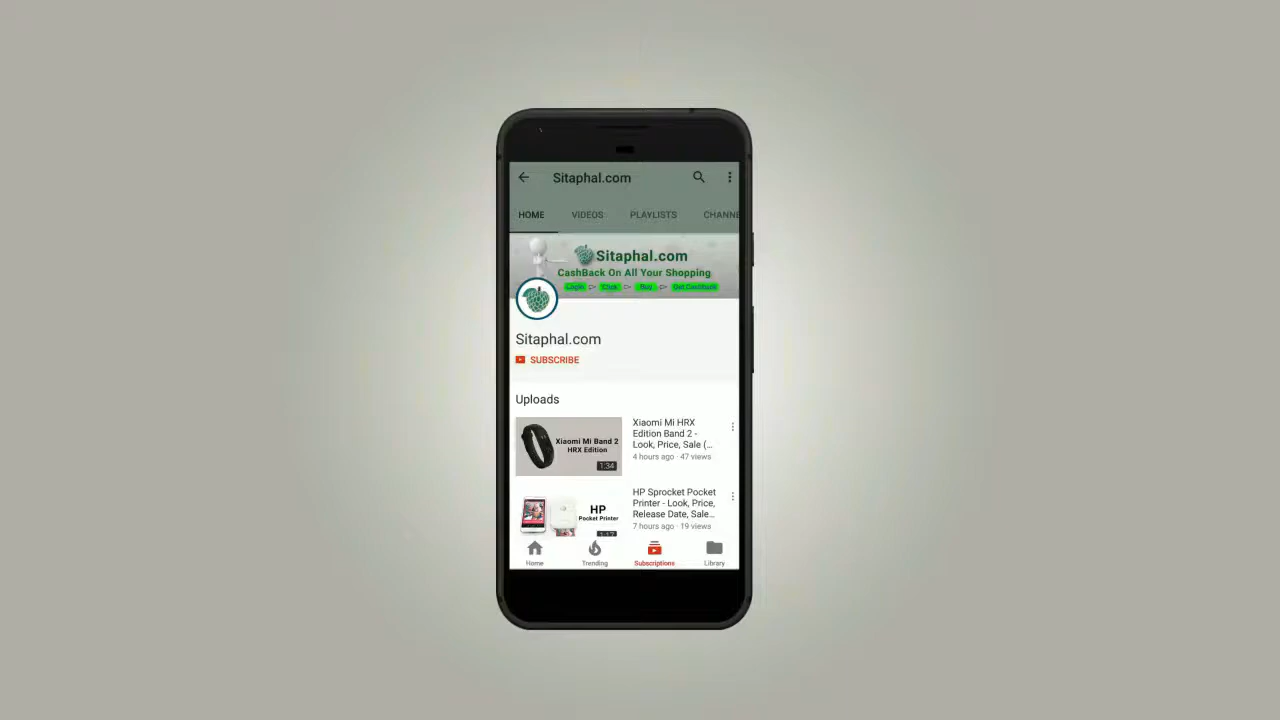 Sitaphal.com
HOME VIDEOS PLAYLISTS CHANNE
Sitaphal.com
CashBack On All Your Shopping
Login Click Buy Get Cashback
Sitaphal.com
SUBSCRIBE
Uploads
Xiaomi Mi Band 2
HRX Edition
1:34
Xiaomi Mi HRX
Edition Band 2 -
Look, Price, Sale (...
4 hours ago · 47 views
HP
Pocket Printer
1:17
HP Sprocket Pocket
Printer - Look, Price,
Release Date, Sale...
7 hours ago · 19 views
Home Trending Subscriptions Library